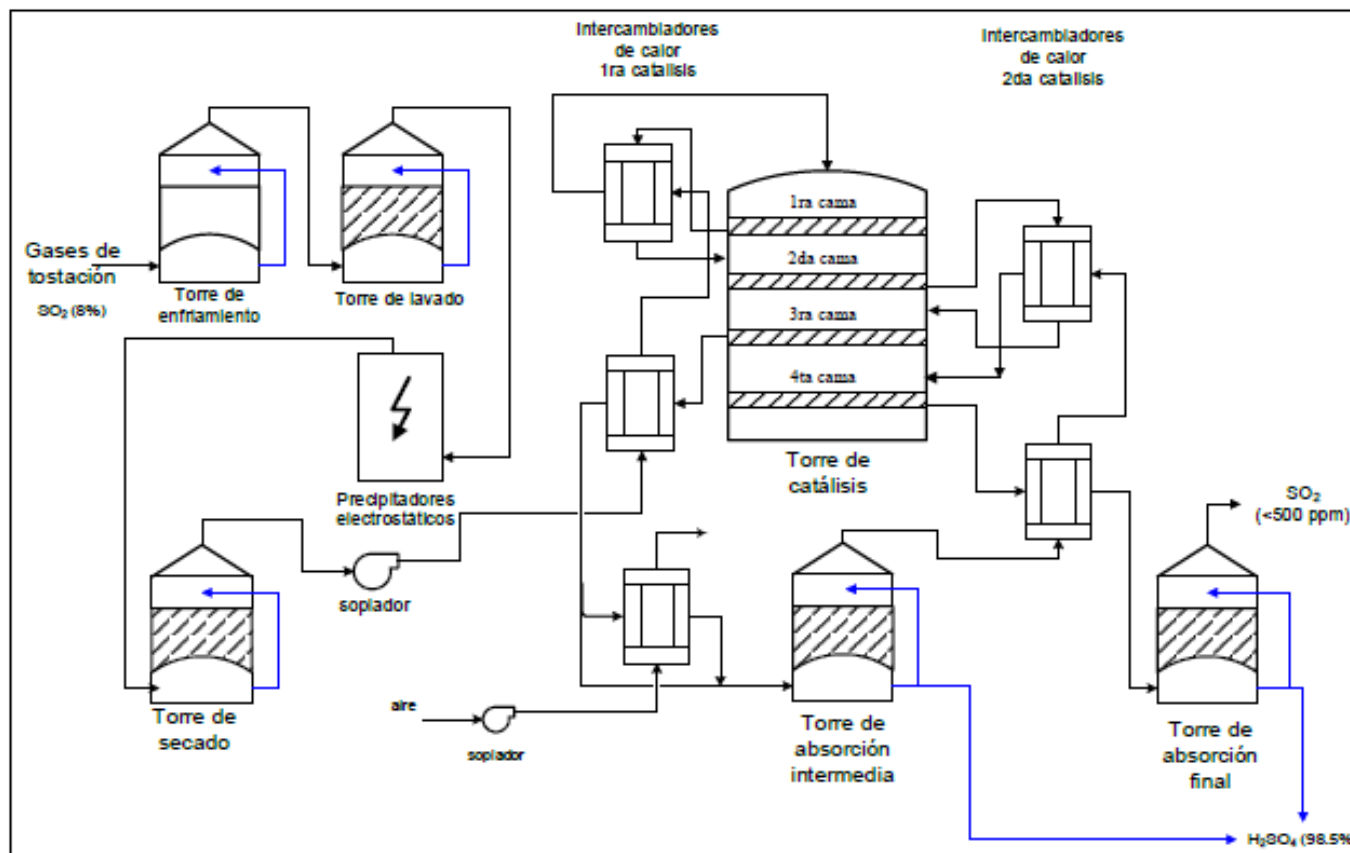 Intercambiadores
de calor
1ra catalisis
Intercambiadores
de calor
2da catalisis
1ra cama
2da cama
3ra cama
4ta cama
Gases de
tostación
SO₂ (8%)
Torre de
enfriamiento
Torre de lavado
Precipitadores
electrostáticos
Torre de
catálisis
SO₂
(<500 ppm)
soplador
Torre de
secado
aire
soplador
Torre de
absorción
intermedia
Torre de
absorción
final
H₂SO₄ (98.5%